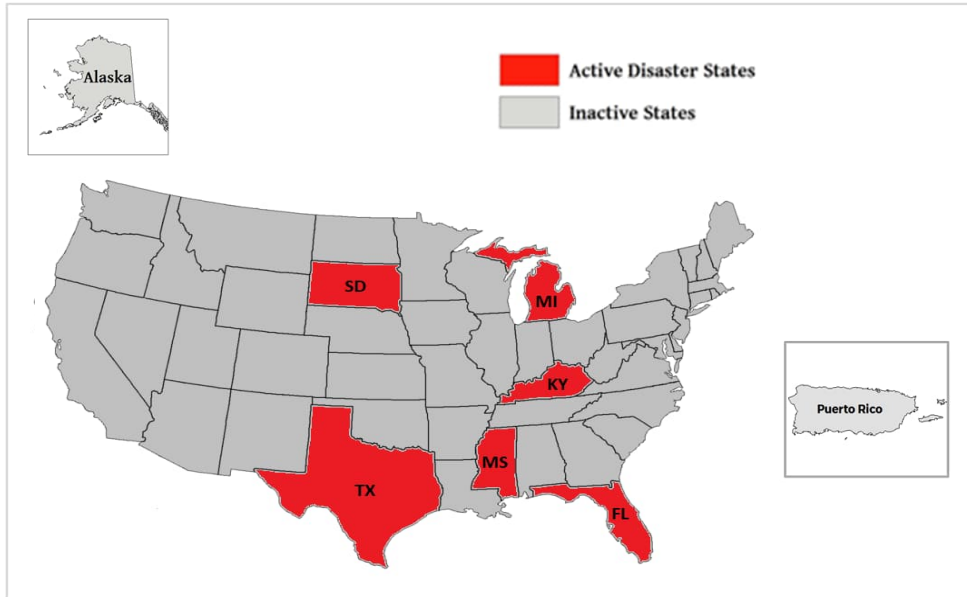 Alaska
Active Disaster States
Inactive States
SD
MI
KY
Puerto Rico
MS
TX
FL